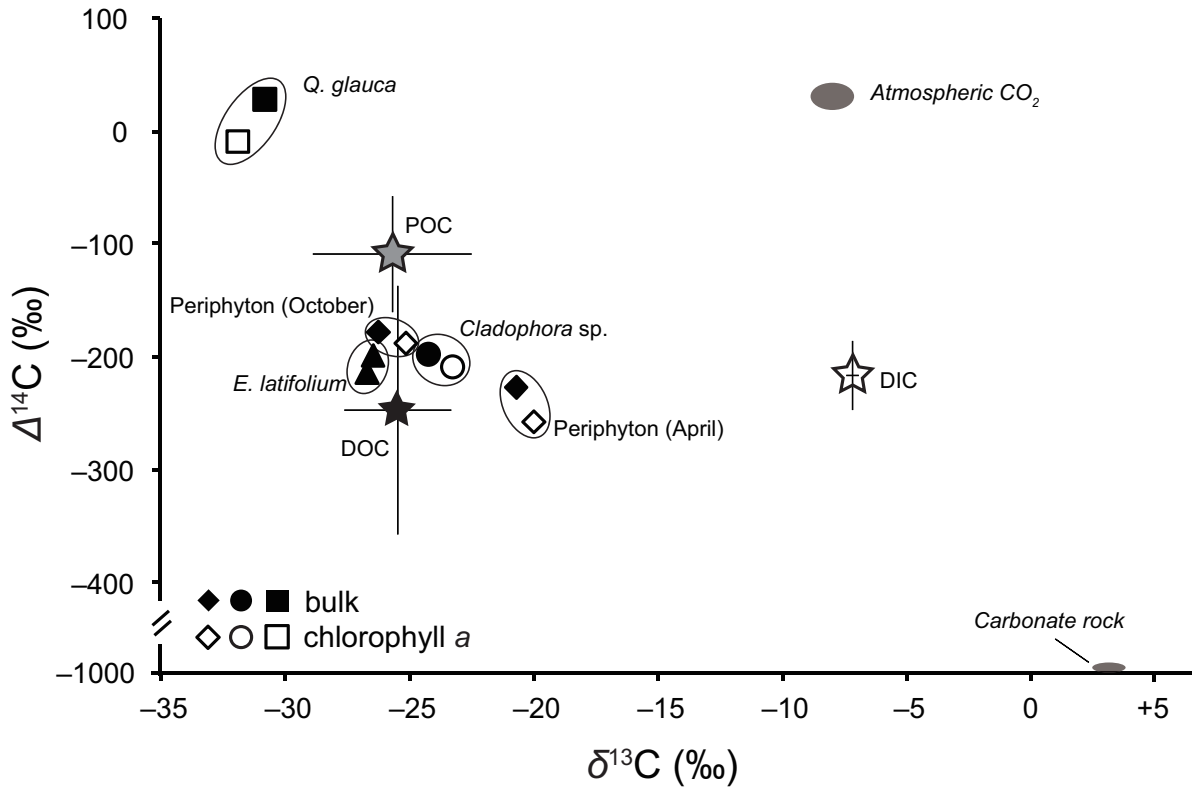 100
Q. glauca
Atmospheric CO₂
0
POC
–100
Periphyton (October)
Cladophora sp.
–200
E. latifolium
DIC
Periphyton (April)
DOC
–300
–400
bulk
chlorophyll a
Carbonate rock
–1000
Δ¹⁴C (‰)
–35 –30 –25 –20 –15 –10 –5 0 +5
δ¹³C (‰)